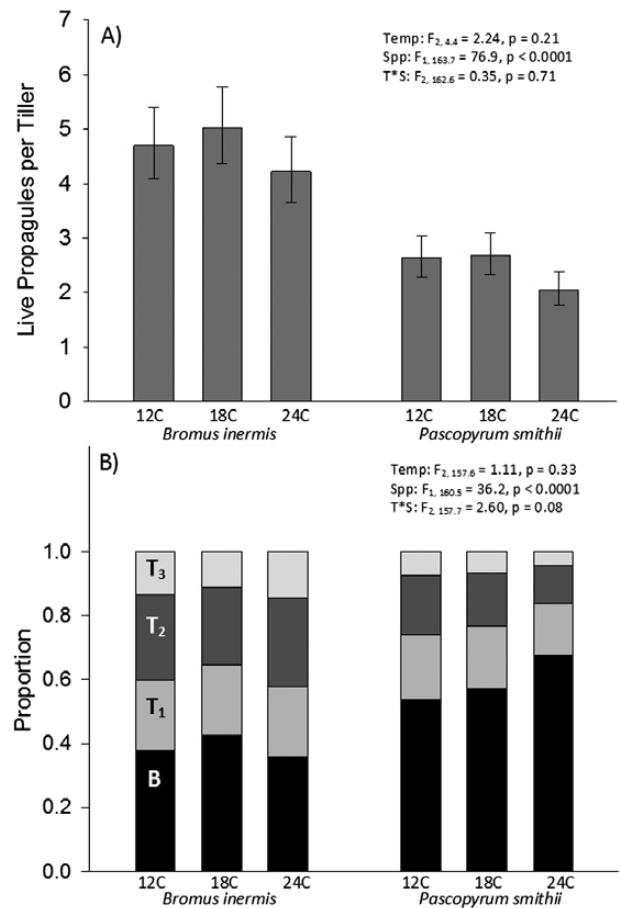 A)
Temp: F2, 4.4 = 2.24, p = 0.21
Spp: F1, 163.7 = 76.9, p < 0.0001
T*S: F2, 162.6 = 0.35, p = 0.71
Live Propagules per Tiller
7
6
5
4
3
2
1
0
12C 18C 24C 12C 18C 24C
Bromus inermis Pascopyrum smithii
B)
Temp: F2, 157.6 = 1.11, p = 0.33
Spp: F1, 160.5 = 36.2, p < 0.0001
T*S: F2, 157.7 = 2.60, p = 0.08
Proportion
1.0
0.8
0.6
0.4
0.2
0.0
T3
T2
T1
B
12C 18C 24C 12C 18C 24C
Bromus inermis Pascopyrum smithii